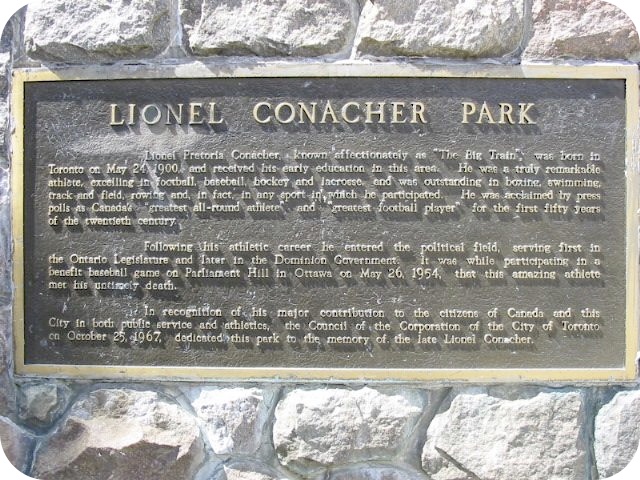 LIONEL CONACHER PARK
Lionel Pretoria Conacher, known affectionately as "The Big Train", was born in
Toronto on May 24, 1900, and received his early education in this area. He was a truly remarkable
athlete, excelling in football, baseball, hockey and lacrosse, and was outstanding in boxing, swimming,
track and field, rowing and, in fact, in any sport in which he participated. He was acclaimed by press
polls as Canada's "greatest all-round athlete" and "greatest football player" for the first fifty years
of the twentieth century.
Following his athletic career he entered the political field, serving first in
the Ontario Legislature and later in the Dominion Government. It was while participating in a
benefit baseball game on Parliament Hill in Ottawa on May 26, 1954, that this amazing athlete
met his untimely death.
In recognition of his major contribution to the citizens of Canada and this
City in both public service and athletics, the Council of the Corporation of the City of Toronto
on October 25, 1967, dedicated this park to the memory of the late Lionel Conacher.